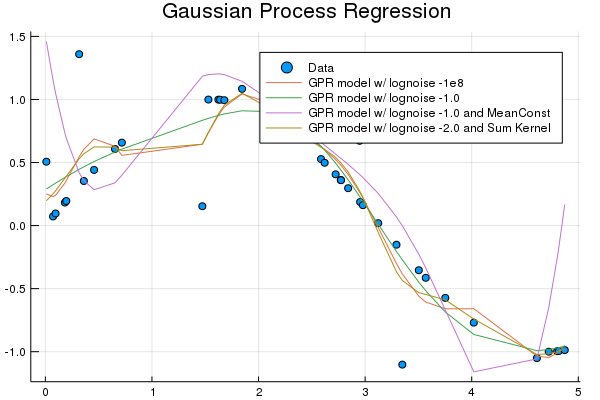 Gaussian Process Regression
1.5
1.0
0.5
0.0
-0.5
-1.0
Data
GPR model w/ lognoise -1e8
GPR model w/ lognoise -1.0
GPR model w/ lognoise -1.0 and MeanConst
GPR model w/ lognoise -2.0 and Sum Kernel
0 1 2 3 4 5